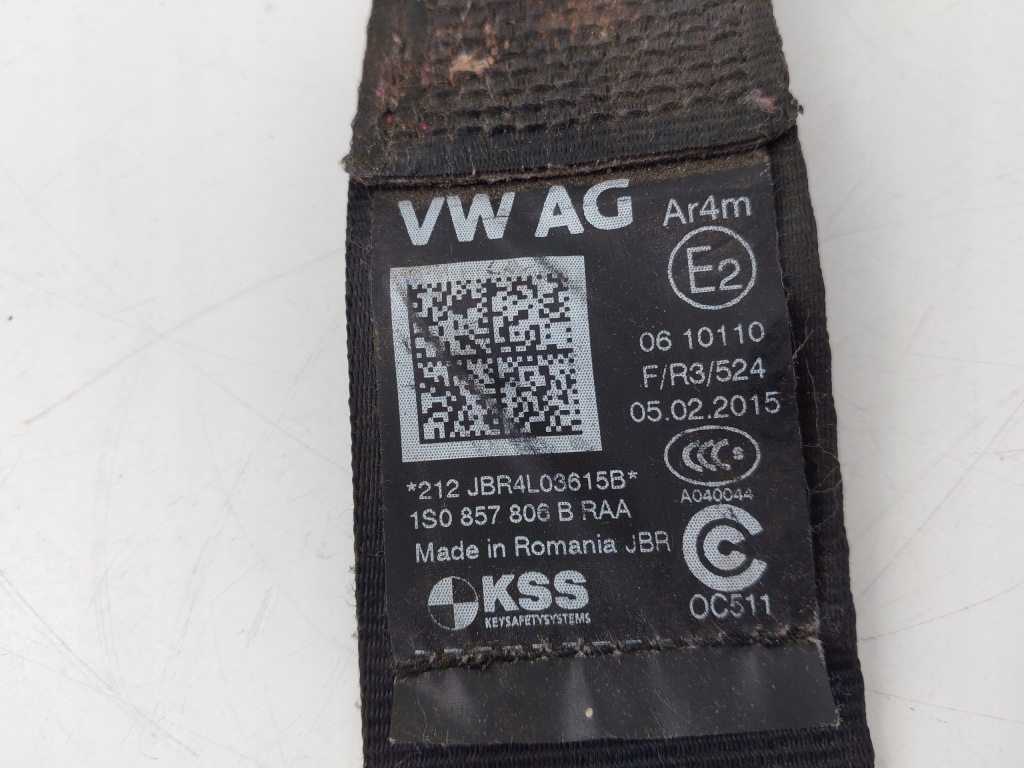 VW AG
Ar4m
E2
06 10110
F/R3/524
05.02.2015
CCC S
A040044
*212 JBR4L03615B*
1S0 857 806 B RAA
Made in Romania JBR
OC511
KSS
KEYSAFETYSYSTEMS